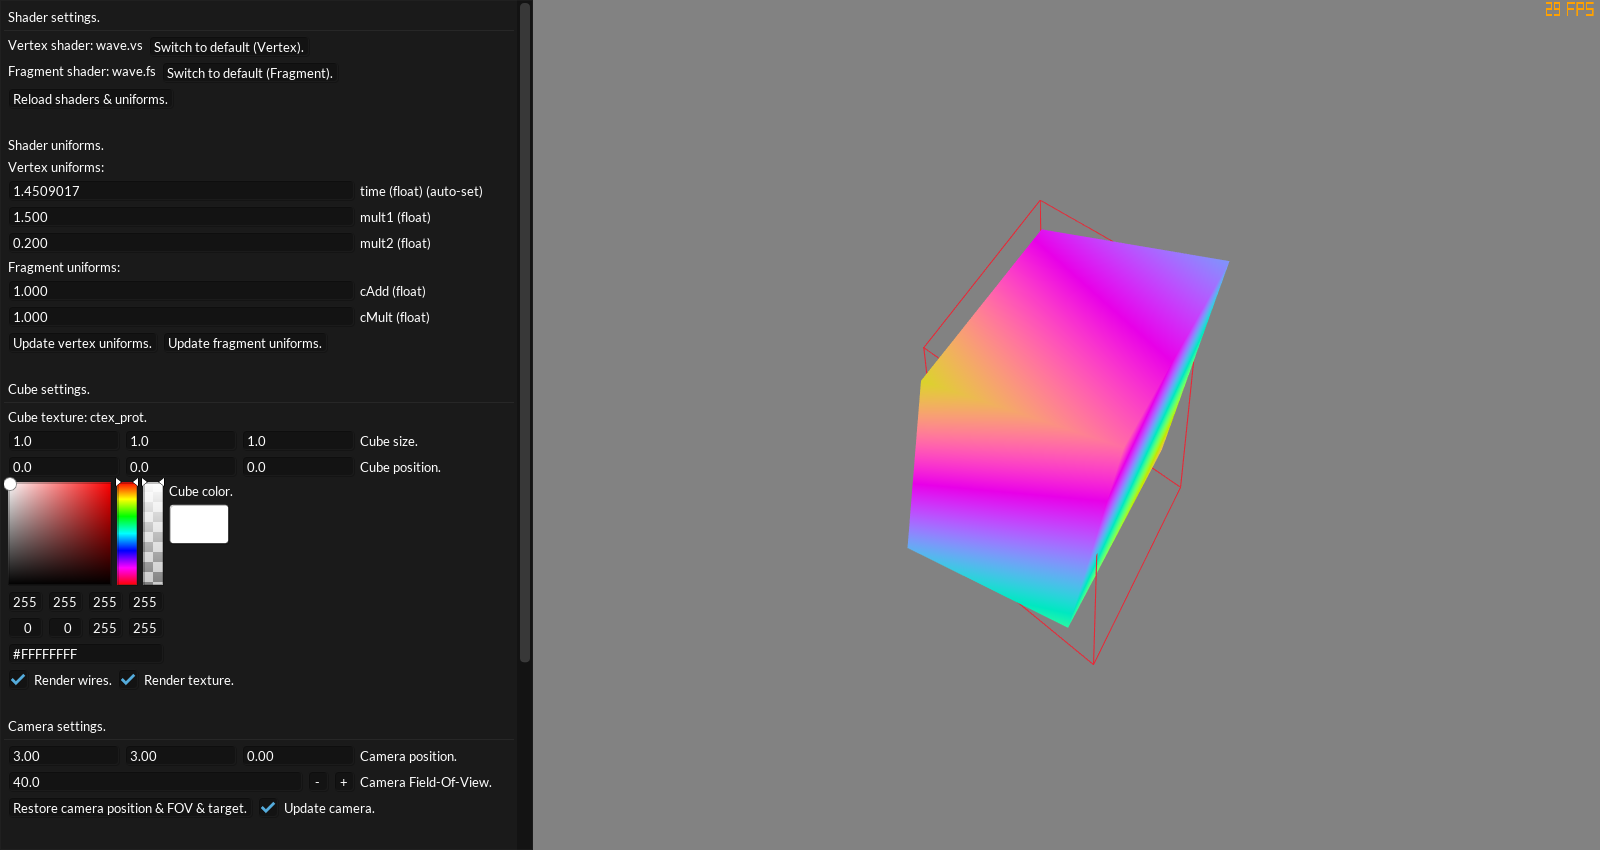 Shader settings.
29 FPS
Vertex shader: wave.vs Switch to default (Vertex).
Fragment shader: wave.fs Switch to default (Fragment).
Reload shaders & uniforms.
Shader uniforms.
Vertex uniforms:
1.4509017 time (float) (auto-set)
1.500 mult1 (float)
0.200 mult2 (float)
Fragment uniforms:
1.000 cAdd (float)
1.000 cMult (float)
Update vertex uniforms. Update fragment uniforms.
Cube settings.
Cube texture: ctex_prot.
1.0 1.0 1.0 Cube size.
0.0 0.0 0.0 Cube position.
Cube color.
255 255 255 255
0 0 255 255
#FFFFFFFF
Render wires. Render texture.
Camera settings.
3.00 3.00 0.00 Camera position.
40.0 - + Camera Field-Of-View.
Restore camera position & FOV & target. Update camera.